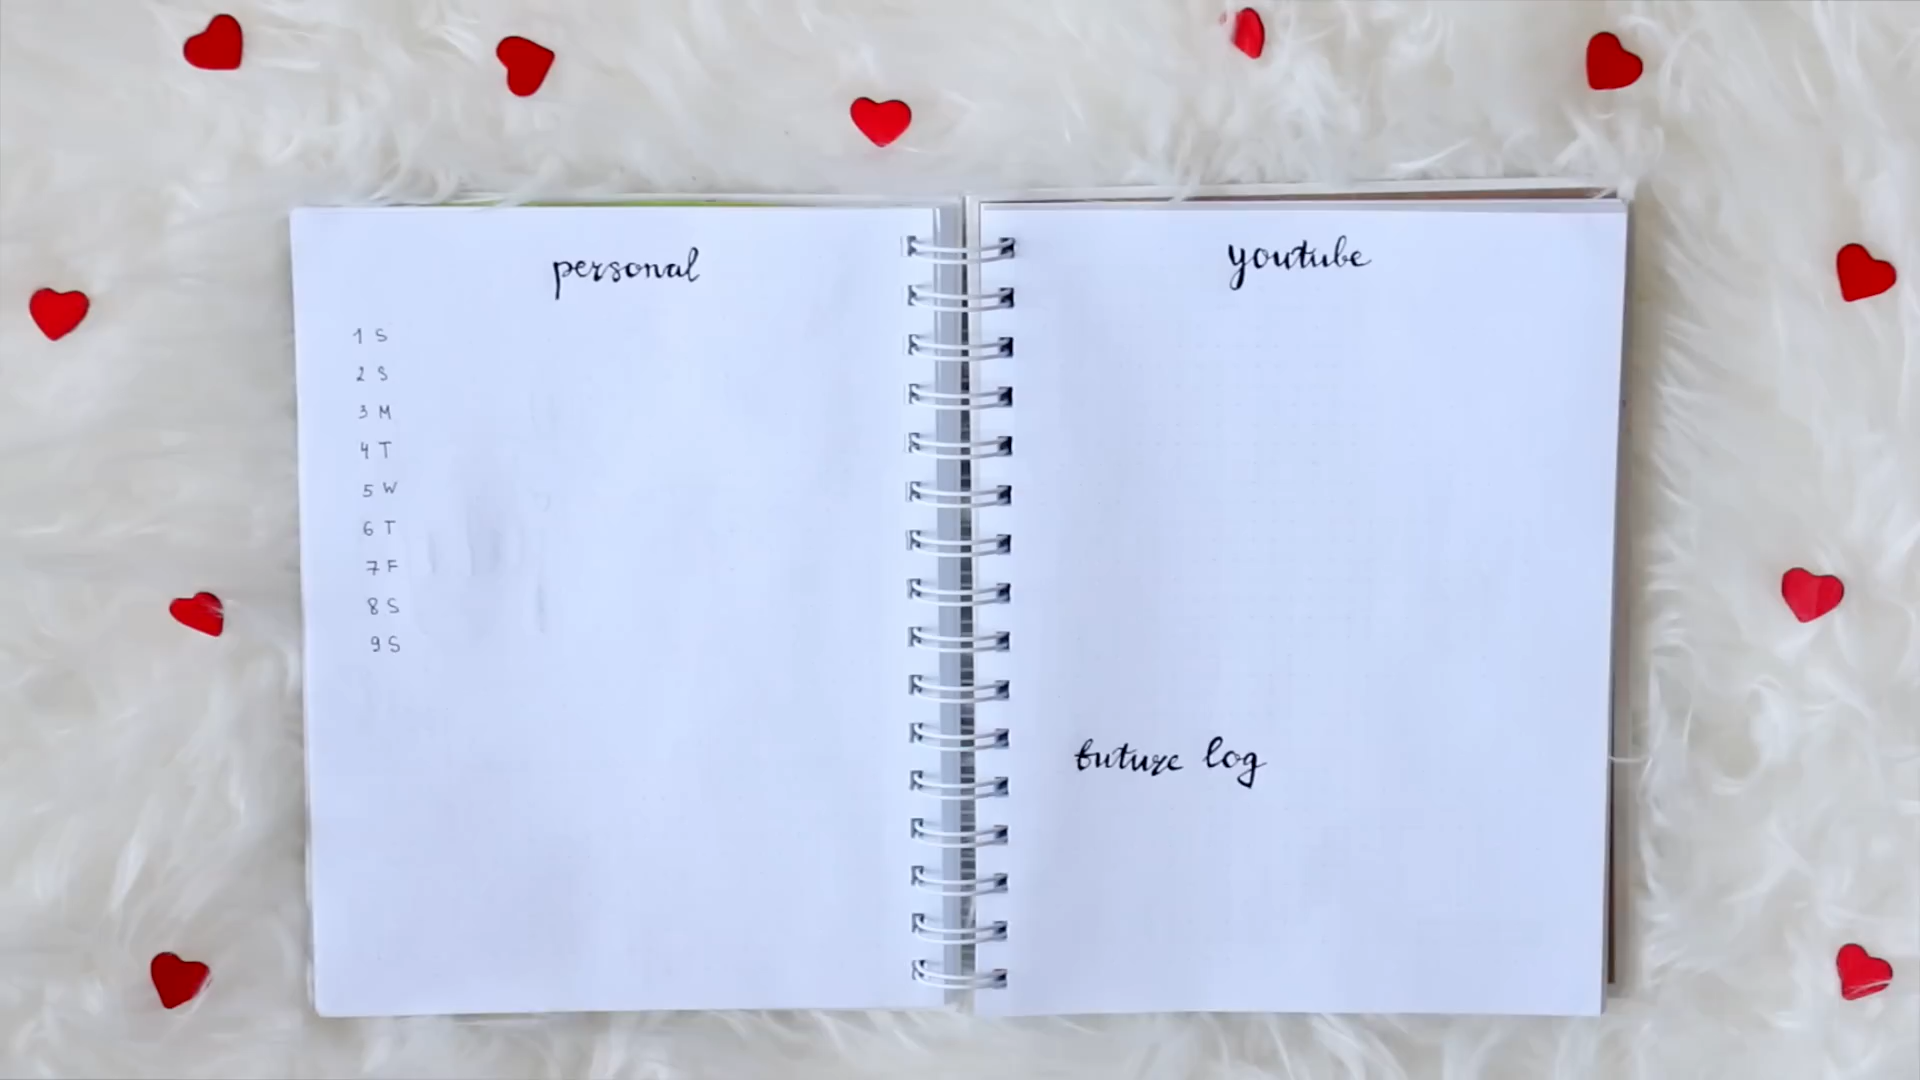 personal
1 S
2 S
3 M
4 T
5 W
6 T
7 F
8 S
9 S
youtube
future log